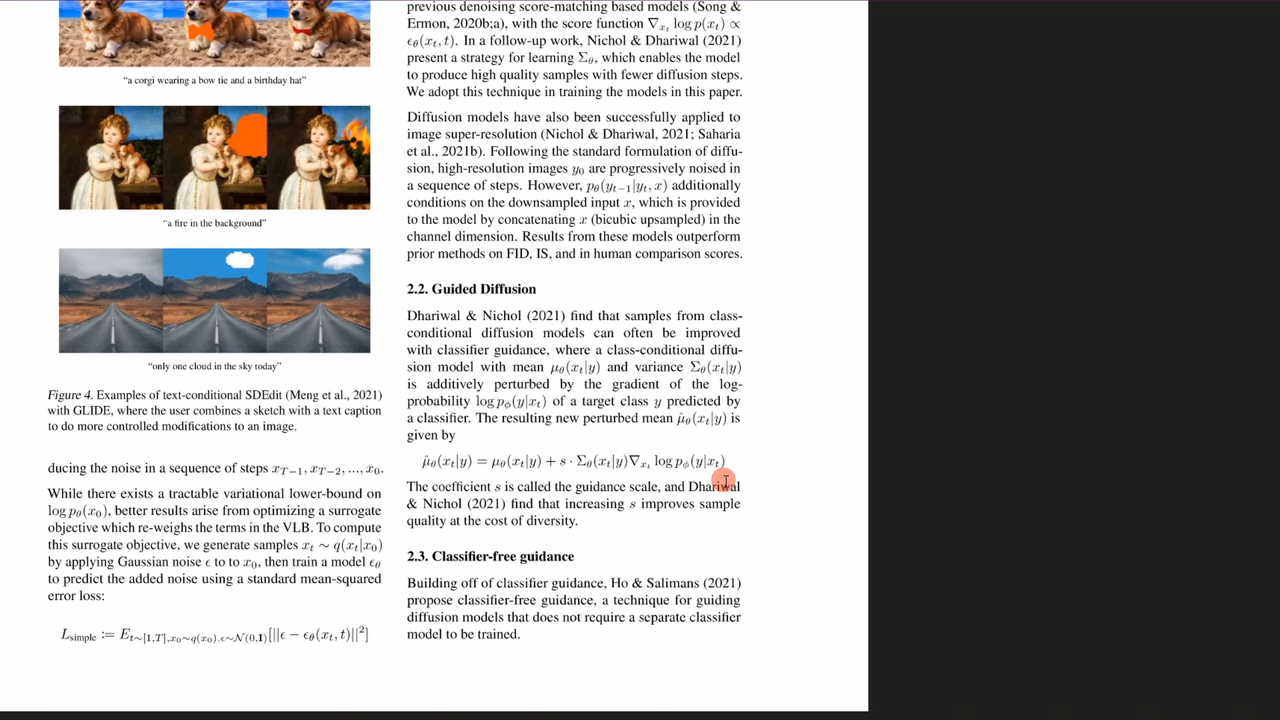 “a corgi wearing a bow tie and a birthday hat”
“a fire in the background”
“only one cloud in the sky today”
Figure 4. Examples of text-conditional SDEdit (Meng et al., 2021)
with GLIDE, where the user combines a sketch with a text caption
to do more controlled modifications to an image.
ducing the noise in a sequence of steps x_{T−1}, x_{T−2}, ..., x_0.
While there exists a tractable variational lower-bound on
log p_θ(x_0), better results arise from optimizing a surrogate
objective which re-weighs the terms in the VLB. To compute
this surrogate objective, we generate samples x_t ∼ q(x_t|x_0)
by applying Gaussian noise ϵ to to x_0, then train a model ϵ_θ
to predict the added noise using a standard mean-squared
error loss:
L_simple := E_{t∼[1,T],x_0∼q(x_0),ϵ∼N(0,I)}[||ϵ − ϵ_θ(x_t, t)||^2]
previous denoising score-matching based models (Song &
Ermon, 2020b;a), with the score function ∇_{x_t} log p(x_t) ∝
ϵ_θ(x_t, t). In a follow-up work, Nichol & Dhariwal (2021)
present a strategy for learning Σ_θ, which enables the model
to produce high quality samples with fewer diffusion steps.
We adopt this technique in training the models in this paper.
Diffusion models have also been successfully applied to
image super-resolution (Nichol & Dhariwal, 2021; Saharia
et al., 2021b). Following the standard formulation of diffu-
sion, high-resolution images y_0 are progressively noised in
a sequence of steps. However, p_θ(y_{t−1}|y_t, x) additionally
conditions on the downsampled input x, which is provided
to the model by concatenating x (bicubic upsampled) in the
channel dimension. Results from these models outperform
prior methods on FID, IS, and in human comparison scores.
2.2. Guided Diffusion
Dhariwal & Nichol (2021) find that samples from class-
conditional diffusion models can often be improved
with classifier guidance, where a class-conditional diffu-
sion model with mean μ_θ(x_t|y) and variance Σ_θ(x_t|y)
is additively perturbed by the gradient of the log-
probability log p_ϕ(y|x_t) of a target class y predicted by
a classifier. The resulting new perturbed mean μ̂_θ(x_t|y) is
given by
μ̂_θ(x_t|y) = μ_θ(x_t|y) + s · Σ_θ(x_t|y)∇_{x_t} log p_ϕ(y|x_t)
The coefficient s is called the guidance scale, and Dhariwal
& Nichol (2021) find that increasing s improves sample
quality at the cost of diversity.
2.3. Classifier-free guidance
Building off of classifier guidance, Ho & Salimans (2021)
propose classifier-free guidance, a technique for guiding
diffusion models that does not require a separate classifier
model to be trained.